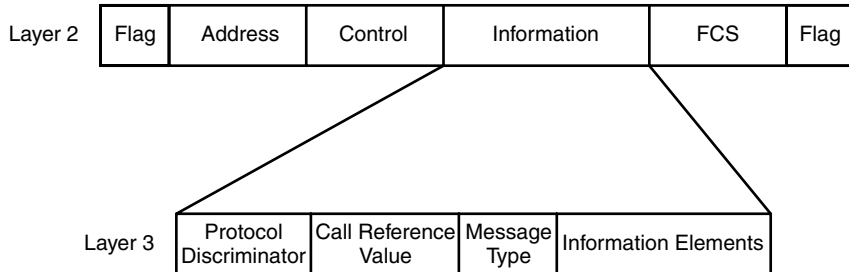 Layer 2 Flag Address Control Information FCS Flag
Layer 3 Protocol Discriminator Call Reference Value Message Type Information Elements